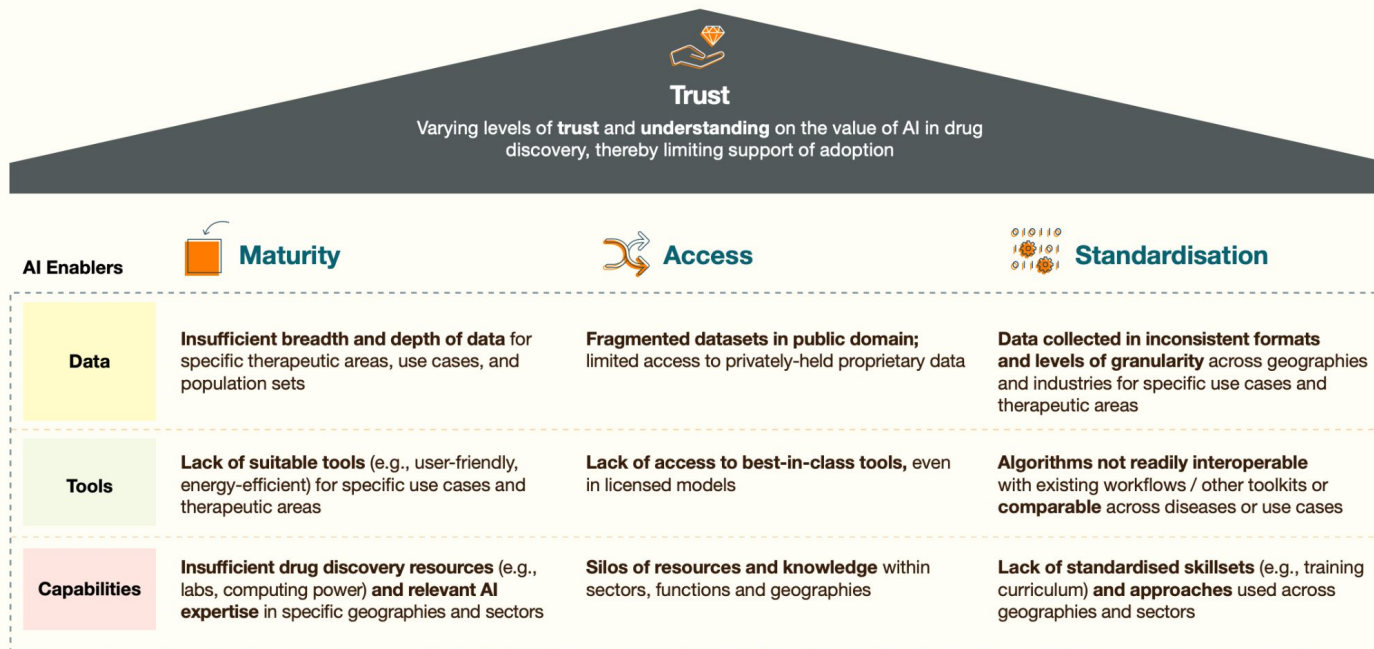 Trust
Varying levels of trust and understanding on the value of AI in drug
discovery, thereby limiting support of adoption
AI Enablers
Maturity
Access
010110
1 101
011 1
Standardisation
Data
Insufficient breadth and depth of data for
specific therapeutic areas, use cases, and
population sets
Fragmented datasets in public domain;
limited access to privately-held proprietary data
Data collected in inconsistent formats
and levels of granularity across geographies
and industries for specific use cases and
therapeutic areas
Tools
Lack of suitable tools (e.g., user-friendly,
energy-efficient) for specific use cases and
therapeutic areas
Lack of access to best-in-class tools, even
in licensed models
Algorithms not readily interoperable
with existing workflows / other toolkits or
comparable across diseases or use cases
Capabilities
Insufficient drug discovery resources (e.g.,
labs, computing power) and relevant AI
expertise in specific geographies and sectors
Silos of resources and knowledge within
sectors, functions and geographies
Lack of standardised skillsets (e.g., training
curriculum) and approaches used across
geographies and sectors